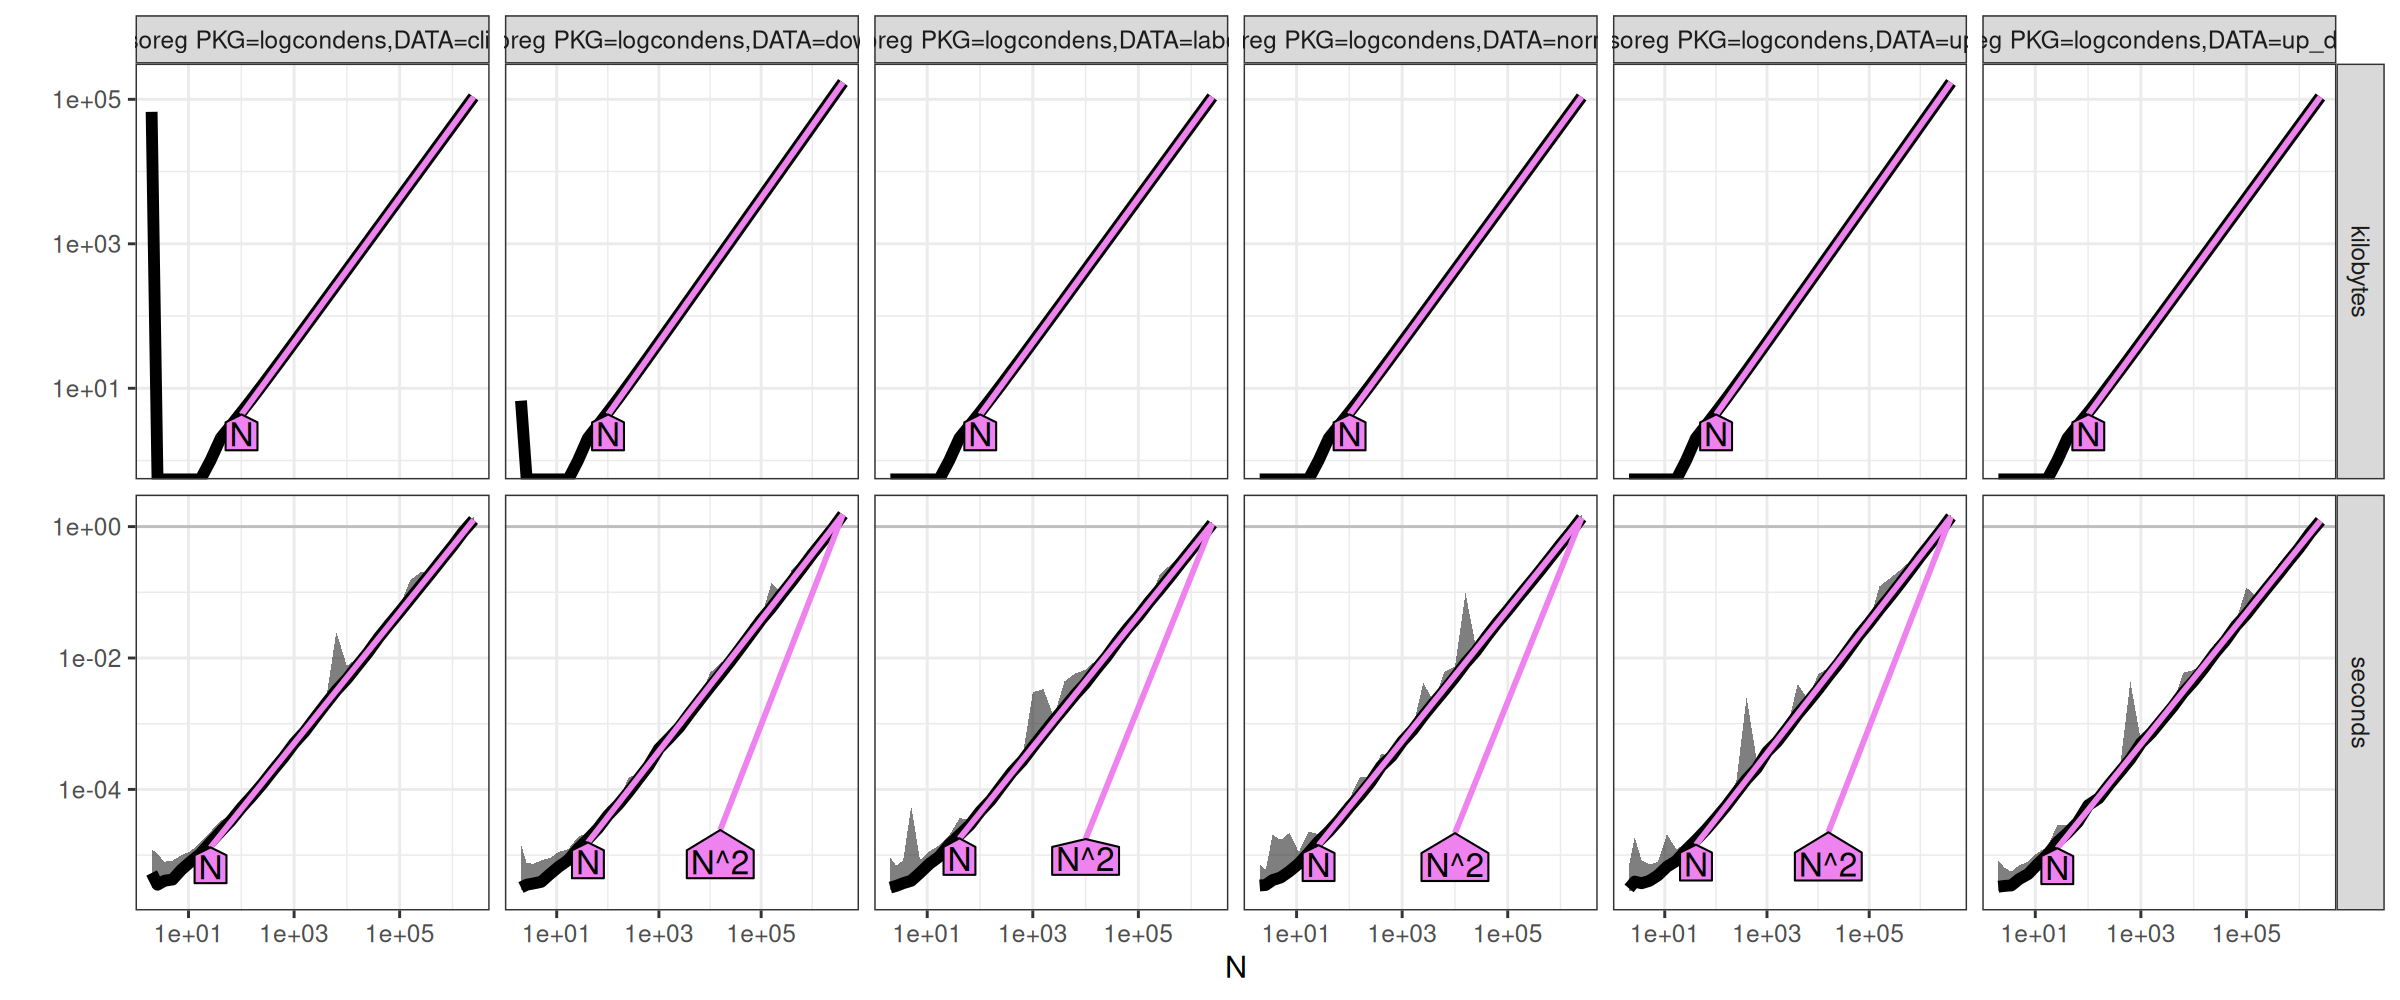 soreg PKG=logcondens,DATA=cli
oreg PKG=logcondens,DATA=dov
reg PKG=logcondens,DATA=lab
reg PKG=logcondens,DATA=norr
soreg PKG=logcondens,DATA=up
eg PKG=logcondens,DATA=up_d
1e+05
1e+03
1e+01
N N N N N N
kilobytes
1e+00
1e-02
1e-04
N N N^2 N N^2 N N^2 N N^2 N
seconds
1e+01 1e+03 1e+05 1e+01 1e+03 1e+05 1e+01 1e+03 1e+05 1e+01 1e+03 1e+05 1e+01 1e+03 1e+05 1e+01 1e+03 1e+05
N